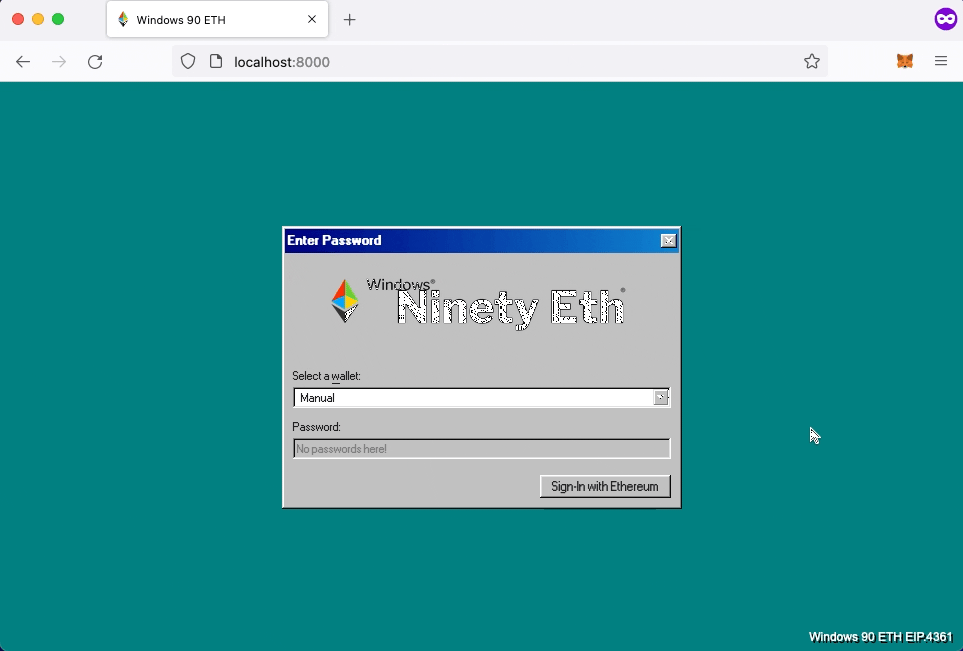 Windows 90 ETH
localhost:8000
Enter Password
Windows
Ninety Eth
Select a wallet:
Manual
Password:
No passwords here!
Sign-In with Ethereum
Windows 90 ETH EIP.4361